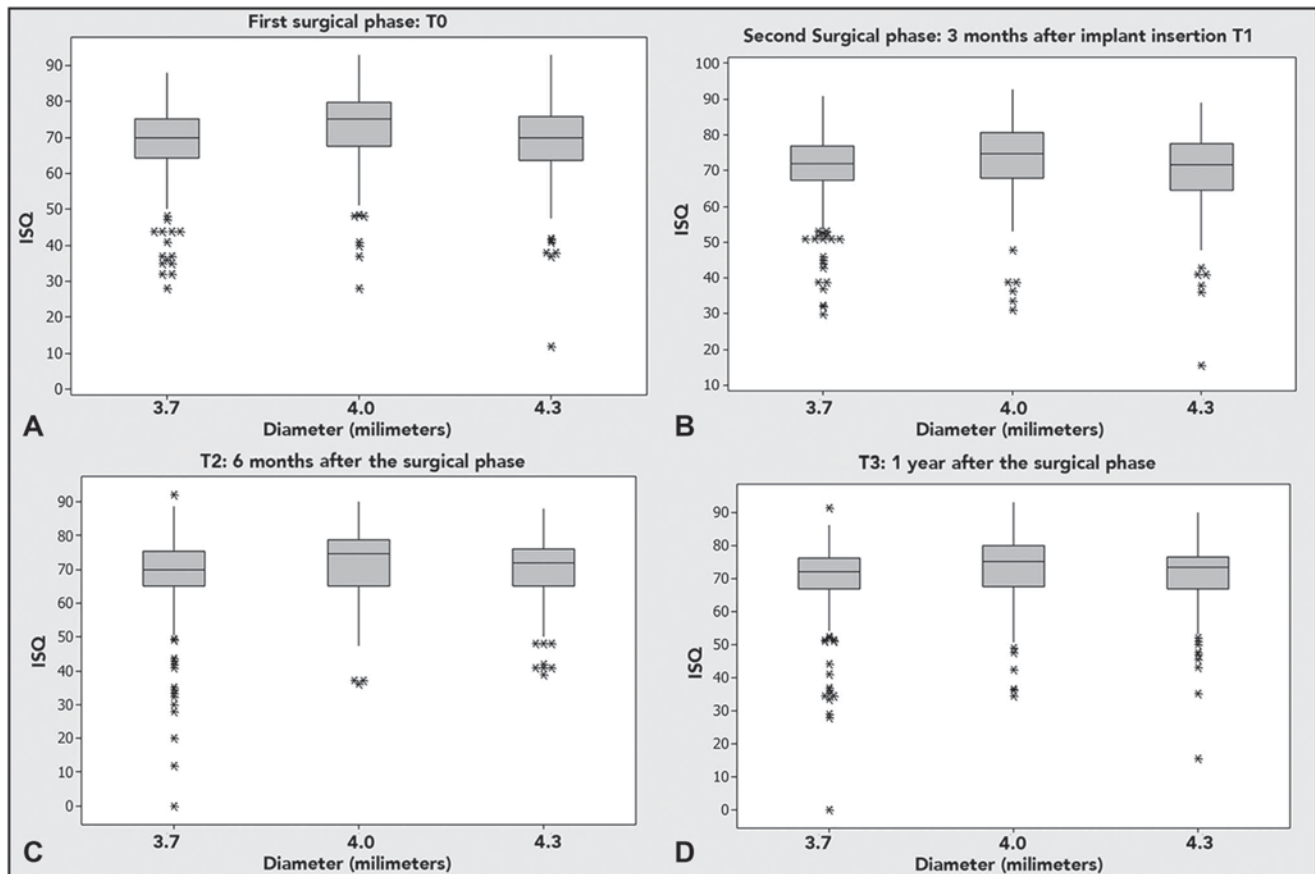 First surgical phase: T0
90
80
70
60
50
40
30
20
10
0
ISQ
3.7 4.0 4.3
Diameter (milimeters)
A
Second Surgical phase: 3 months after implant insertion T1
100
90
80
70
60
50
40
30
20
10
ISQ
3.7 4.0 4.3
Diameter (milimeters)
B
T2: 6 months after the surgical phase
90
80
70
60
50
40
30
20
10
0
ISQ
3.7 4.0 4.3
Diameter (milimeters)
C
T3: 1 year after the surgical phase
90
80
70
60
50
40
30
20
10
0
ISQ
3.7 4.0 4.3
Diameter (milimeters)
D